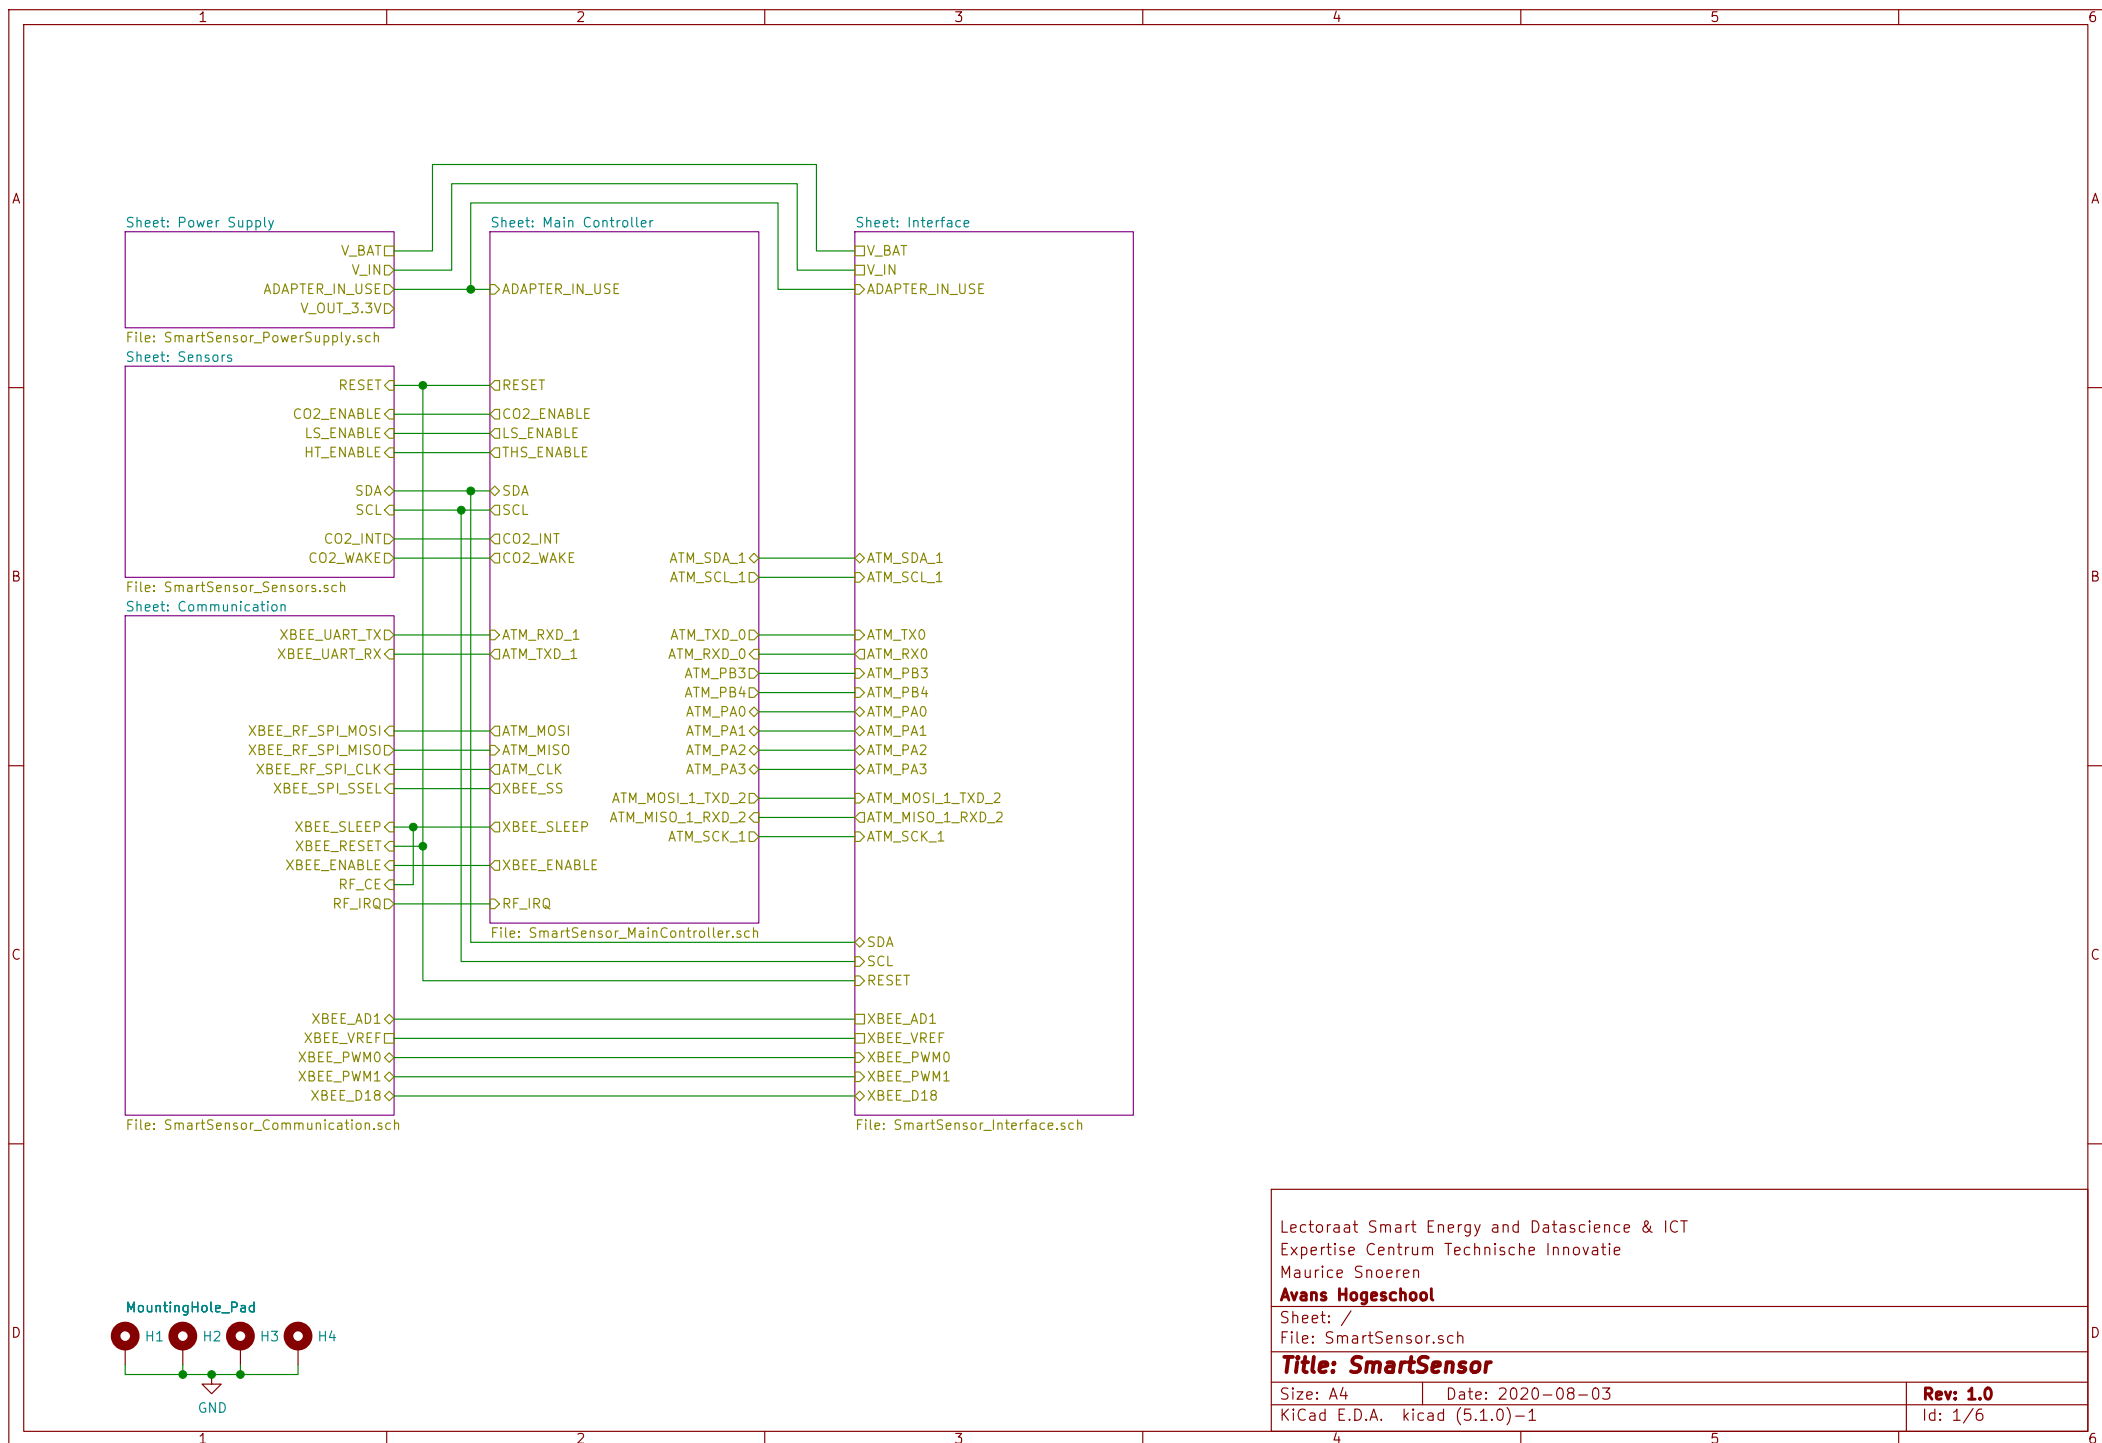 1 2 3 4 5 6
A A
Sheet: Power Supply
V_BAT
V_IN
ADAPTER_IN_USE
V_OUT_3.3V
File: SmartSensor_PowerSupply.sch
Sheet: Sensors
RESET
CO2_ENABLE
LS_ENABLE
HT_ENABLE
SDA
SCL
CO2_INT
CO2_WAKE
File: SmartSensor_Sensors.sch
Sheet: Communication
XBEE_UART_TX
XBEE_UART_RX
XBEE_RF_SPI_MOSI
XBEE_RF_SPI_MISO
XBEE_RF_SPI_CLK
XBEE_SPI_SSEL
XBEE_SLEEP
XBEE_RESET
XBEE_ENABLE
RF_CE
RF_IRQ
XBEE_AD1
XBEE_VREF
XBEE_PWM0
XBEE_PWM1
XBEE_D18
File: SmartSensor_Communication.sch
Sheet: Main Controller
ADAPTER_IN_USE
RESET
CO2_ENABLE
LS_ENABLE
THS_ENABLE
SDA
SCL
CO2_INT
CO2_WAKE
ATM_RXD_1
ATM_TXD_1
ATM_MOSI
ATM_MISO
ATM_CLK
XBEE_SS
XBEE_SLEEP
XBEE_ENABLE
RF_IRQ
ATM_SDA_1
ATM_SCL_1
ATM_TXD_0
ATM_RXD_0
ATM_PB3
ATM_PB4
ATM_PA0
ATM_PA1
ATM_PA2
ATM_PA3
ATM_MOSI_1_TXD_2
ATM_MISO_1_RXD_2
ATM_SCK_1
File: SmartSensor_MainController.sch
Sheet: Interface
V_BAT
V_IN
ADAPTER_IN_USE
ATM_SDA_1
ATM_SCL_1
ATM_TX0
ATM_RX0
ATM_PB3
ATM_PB4
ATM_PA0
ATM_PA1
ATM_PA2
ATM_PA3
ATM_MOSI_1_TXD_2
ATM_MISO_1_RXD_2
ATM_SCK_1
SDA
SCL
RESET
XBEE_AD1
XBEE_VREF
XBEE_PWM0
XBEE_PWM1
XBEE_D18
File: SmartSensor_Interface.sch
B B
C C
D D
MountingHole_Pad
H1 H2 H3 H4
GND
Lectoraat Smart Energy and Datascience & ICT
Expertise Centrum Technische Innovatie
Maurice Snoeren
Avans Hogeschool
Sheet: /
File: SmartSensor.sch
Title: SmartSensor
Size: A4 Date: 2020-08-03 Rev: 1.0
KiCad E.D.A. kicad (5.1.0)-1 Id: 1/6
1 2 3 4 5 6